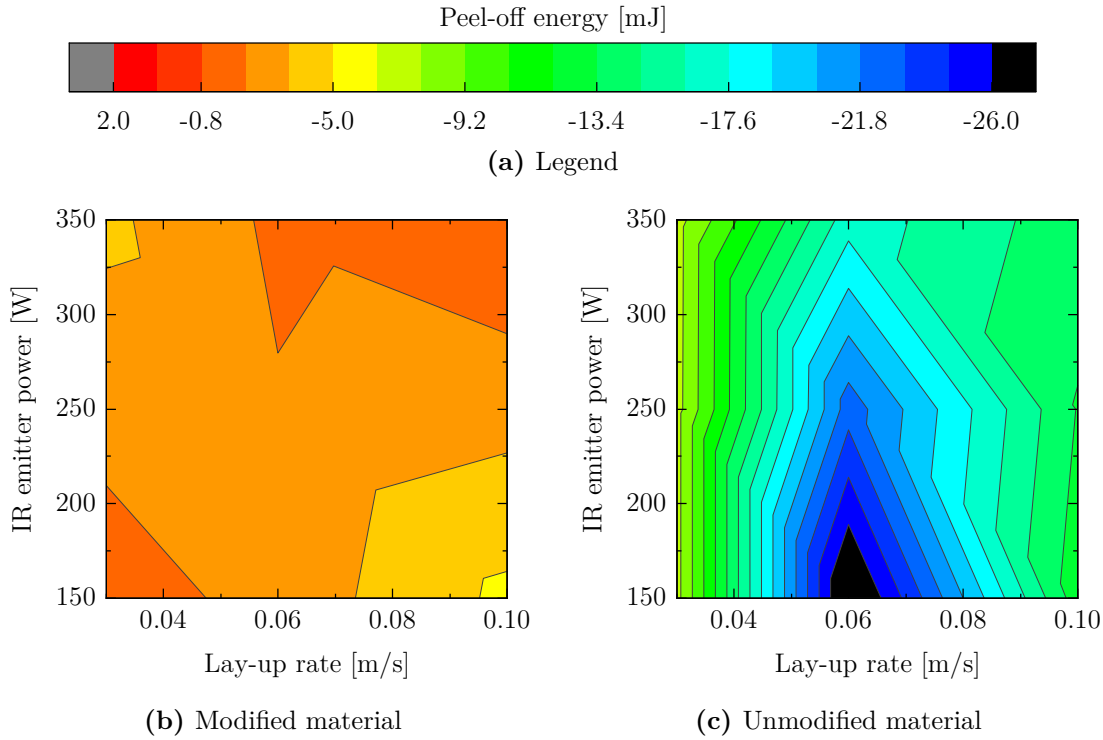 Peel-off energy [mJ]
2.0 -0.8 -5.0 -9.2 -13.4 -17.6 -21.8 -26.0
(a) Legend
IR emitter power [W]
350
300
250
200
150
0.04 0.06 0.08 0.10
Lay-up rate [m/s]
(b) Modified material
IR emitter power [W]
350
300
250
200
150
0.04 0.06 0.08 0.10
Lay-up rate [m/s]
(c) Unmodified material